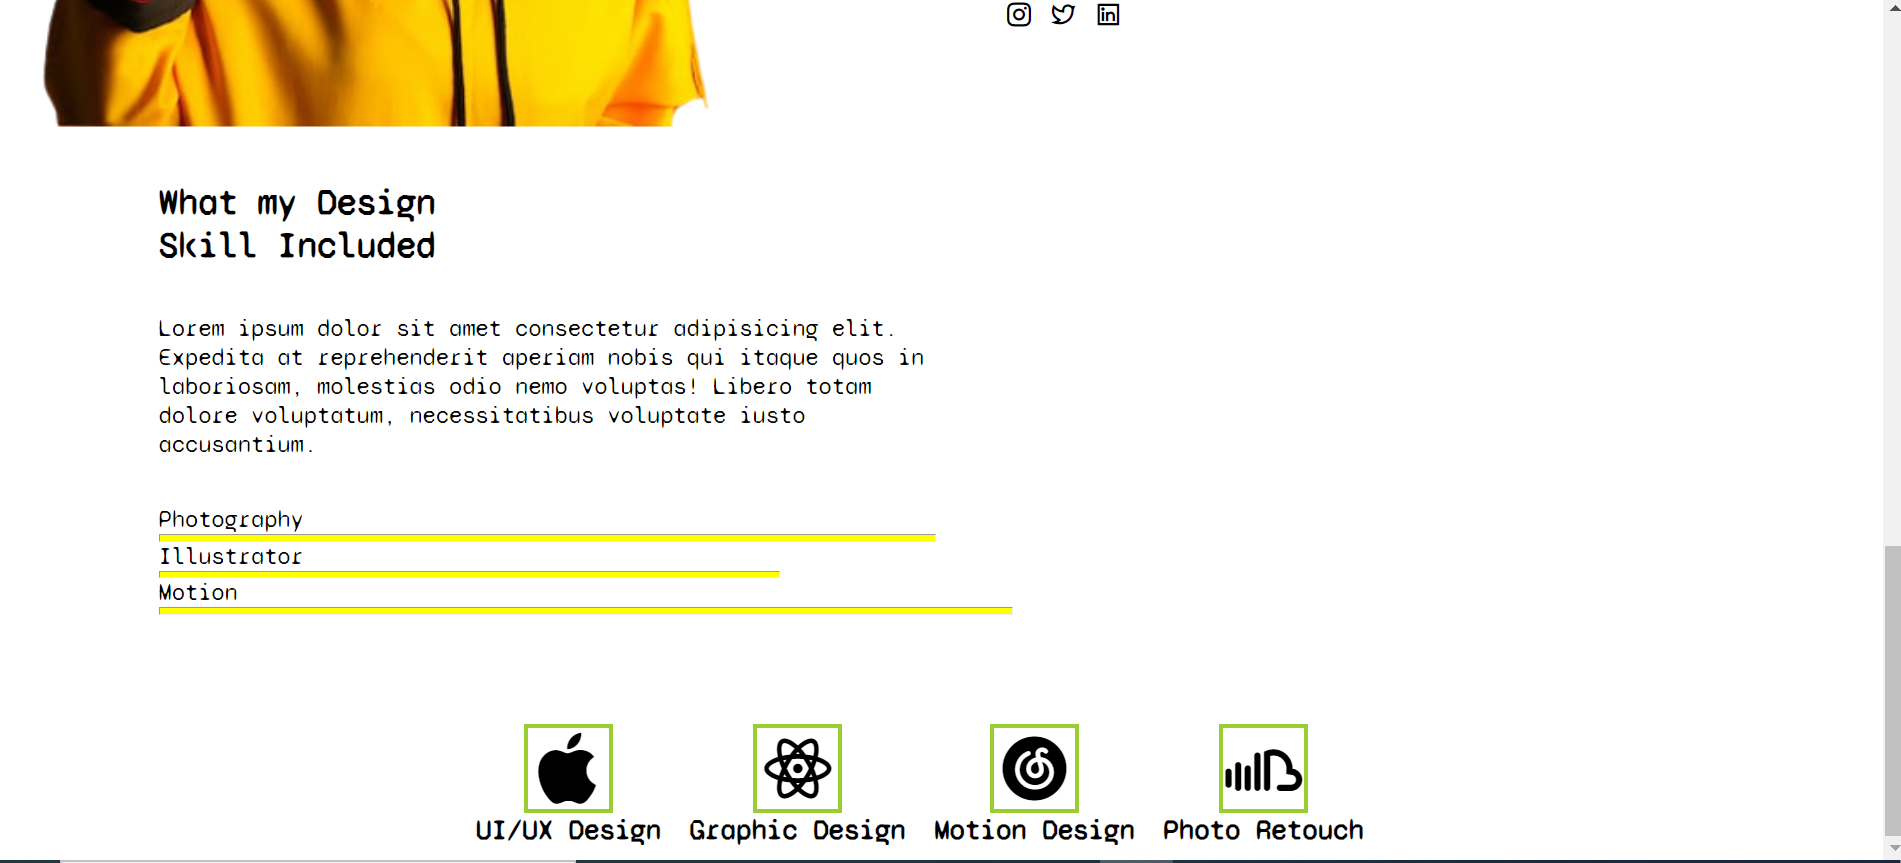 What my Design
Skill Included
Lorem ipsum dolor sit amet consectetur adipisicing elit.
Expedita at reprehenderit aperiam nobis qui itaque quos in
laboriosam, molestias odio nemo voluptas! Libero totam
dolore voluptatum, necessitatibus voluptate iusto
accusantium.
Photography
Illustrator
Motion
UI/UX Design
Graphic Design
Motion Design
Photo Retouch